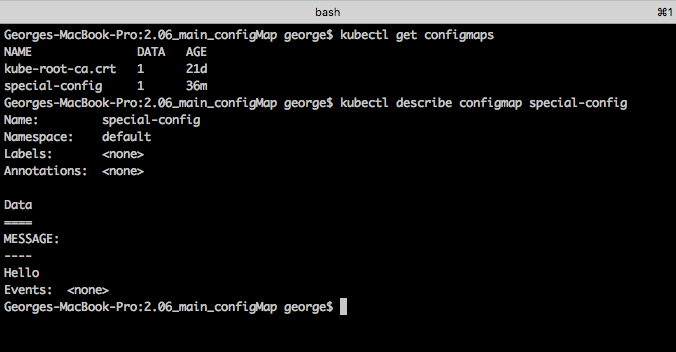 bash
⌘1
Georges-MacBook-Pro:2.06_main_configMap george$ kubectl get configmaps
NAME               DATA   AGE
kube-root-ca.crt   1      21d
special-config     1      36m
Georges-MacBook-Pro:2.06_main_configMap george$ kubectl describe configmap special-config
Name:         special-config
Namespace:    default
Labels:       <none>
Annotations:  <none>

Data
====
MESSAGE:
----
Hello
Events:  <none>
Georges-MacBook-Pro:2.06_main_configMap george$